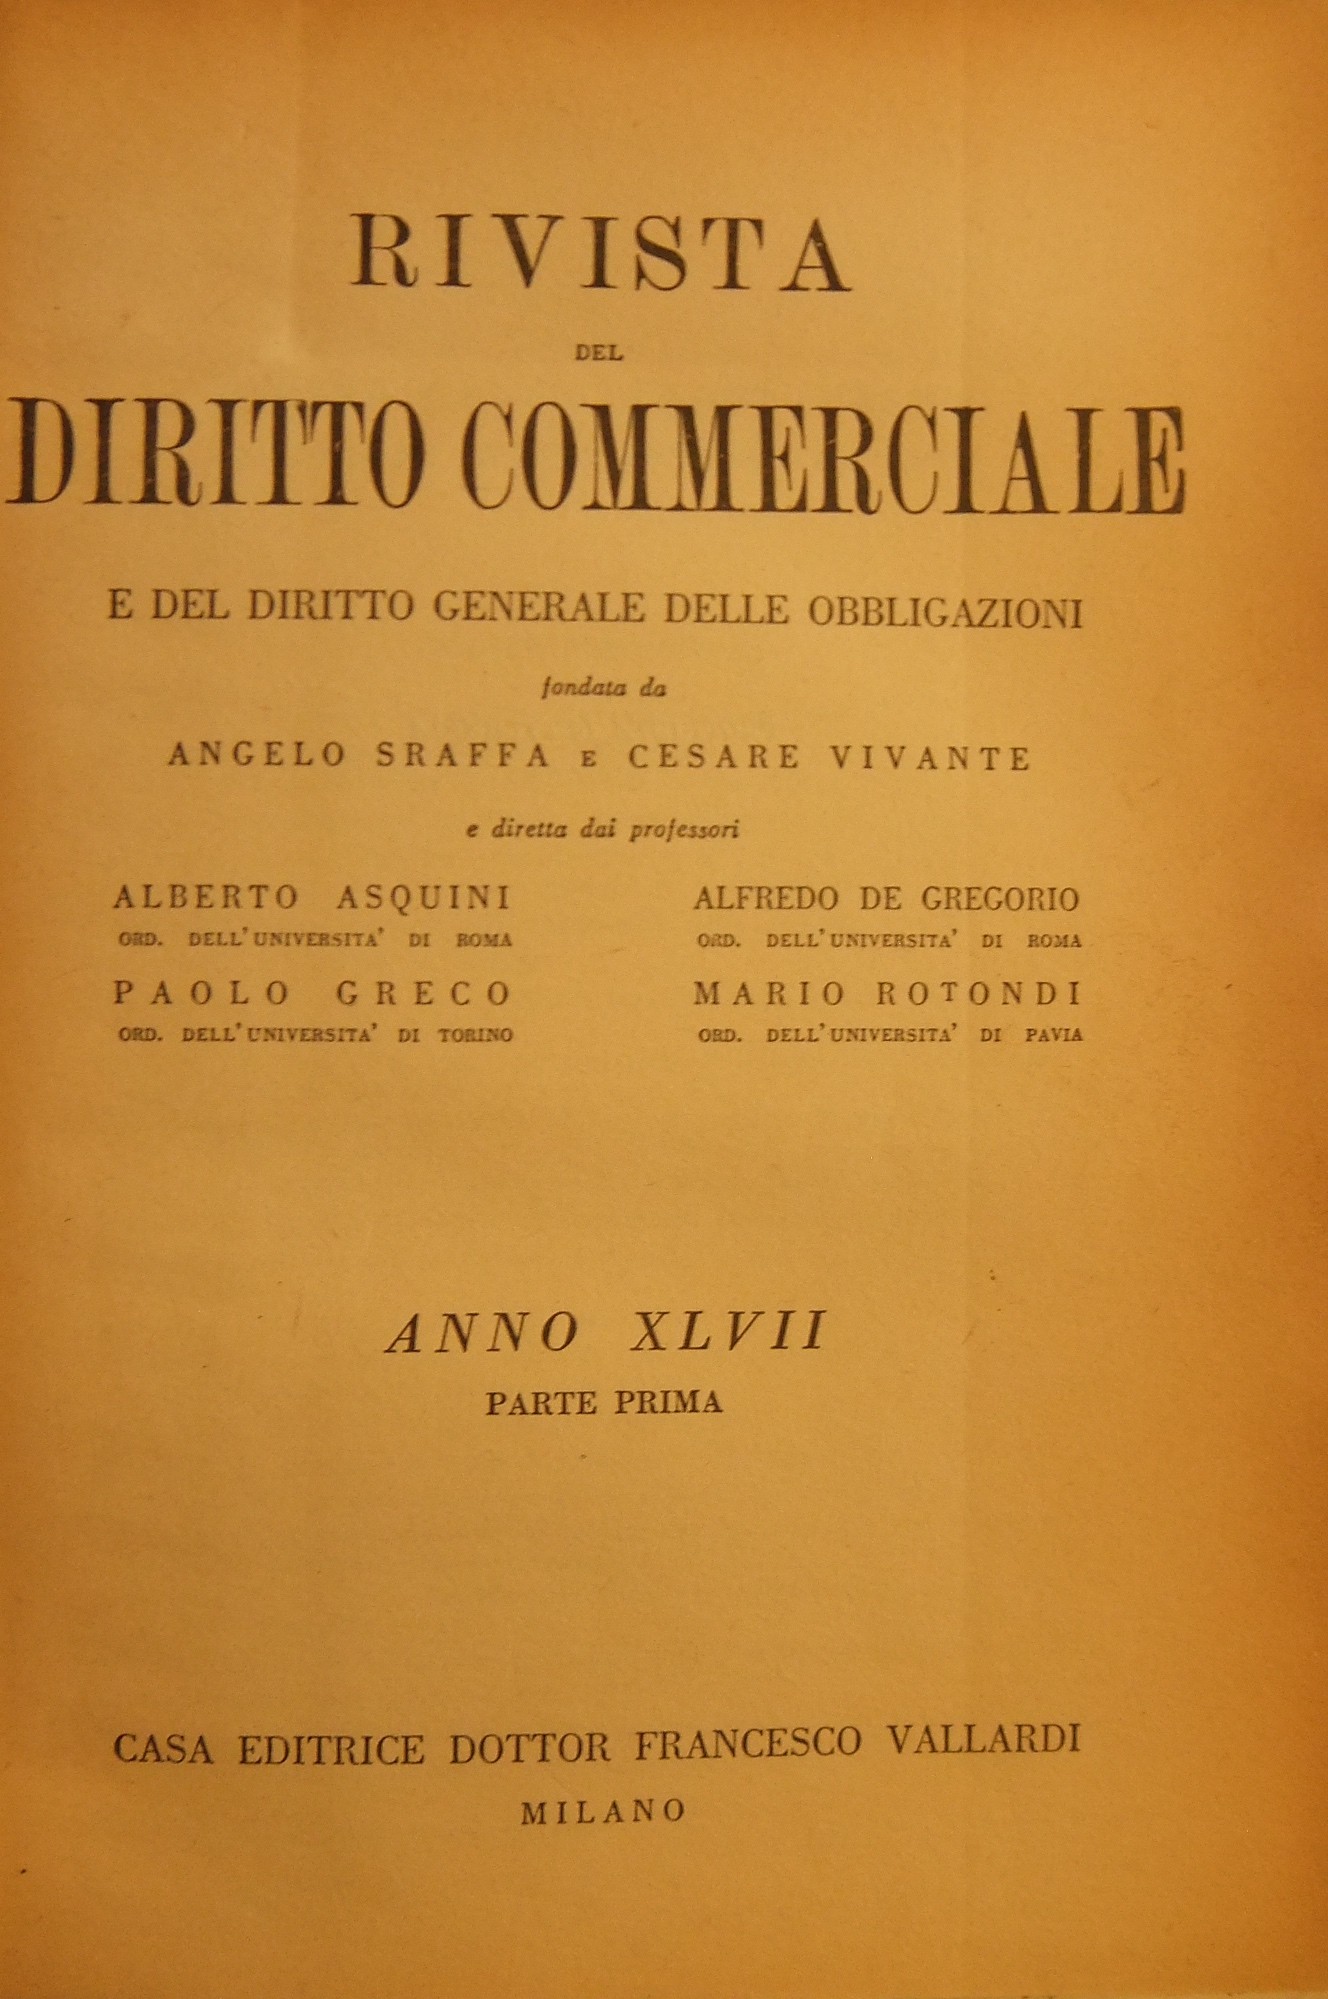 RIVISTA
DEL
DIRITTO COMMERCIALE
E DEL DIRITTO GENERALE DELLE OBBLIGAZIONI
fondata da
ANGELO SRAFFA E CESARE VIVANTE
e diretta dai professori
ALBERTO ASQUINI ALFREDO DE GREGORIO
ORD. DELL'UNIVERSITA' DI ROMA ORD. DELL'UNIVERSITA' DI ROMA
PAOLO GRECO MARIO ROTONDI
ORD. DELL'UNIVERSITA' DI TORINO ORD. DELL'UNIVERSITA' DI PAVIA
ANNO XLVII
PARTE PRIMA
CASA EDITRICE DOTTOR FRANCESCO VALLARDI
MILANO